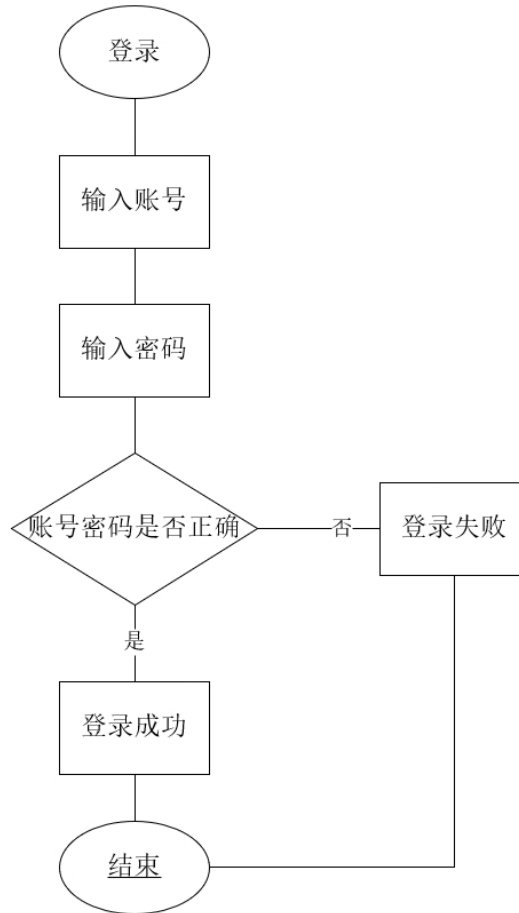 登录
输入账号
输入密码
账号密码是否正确
否
登录失败
是
登录成功
结束